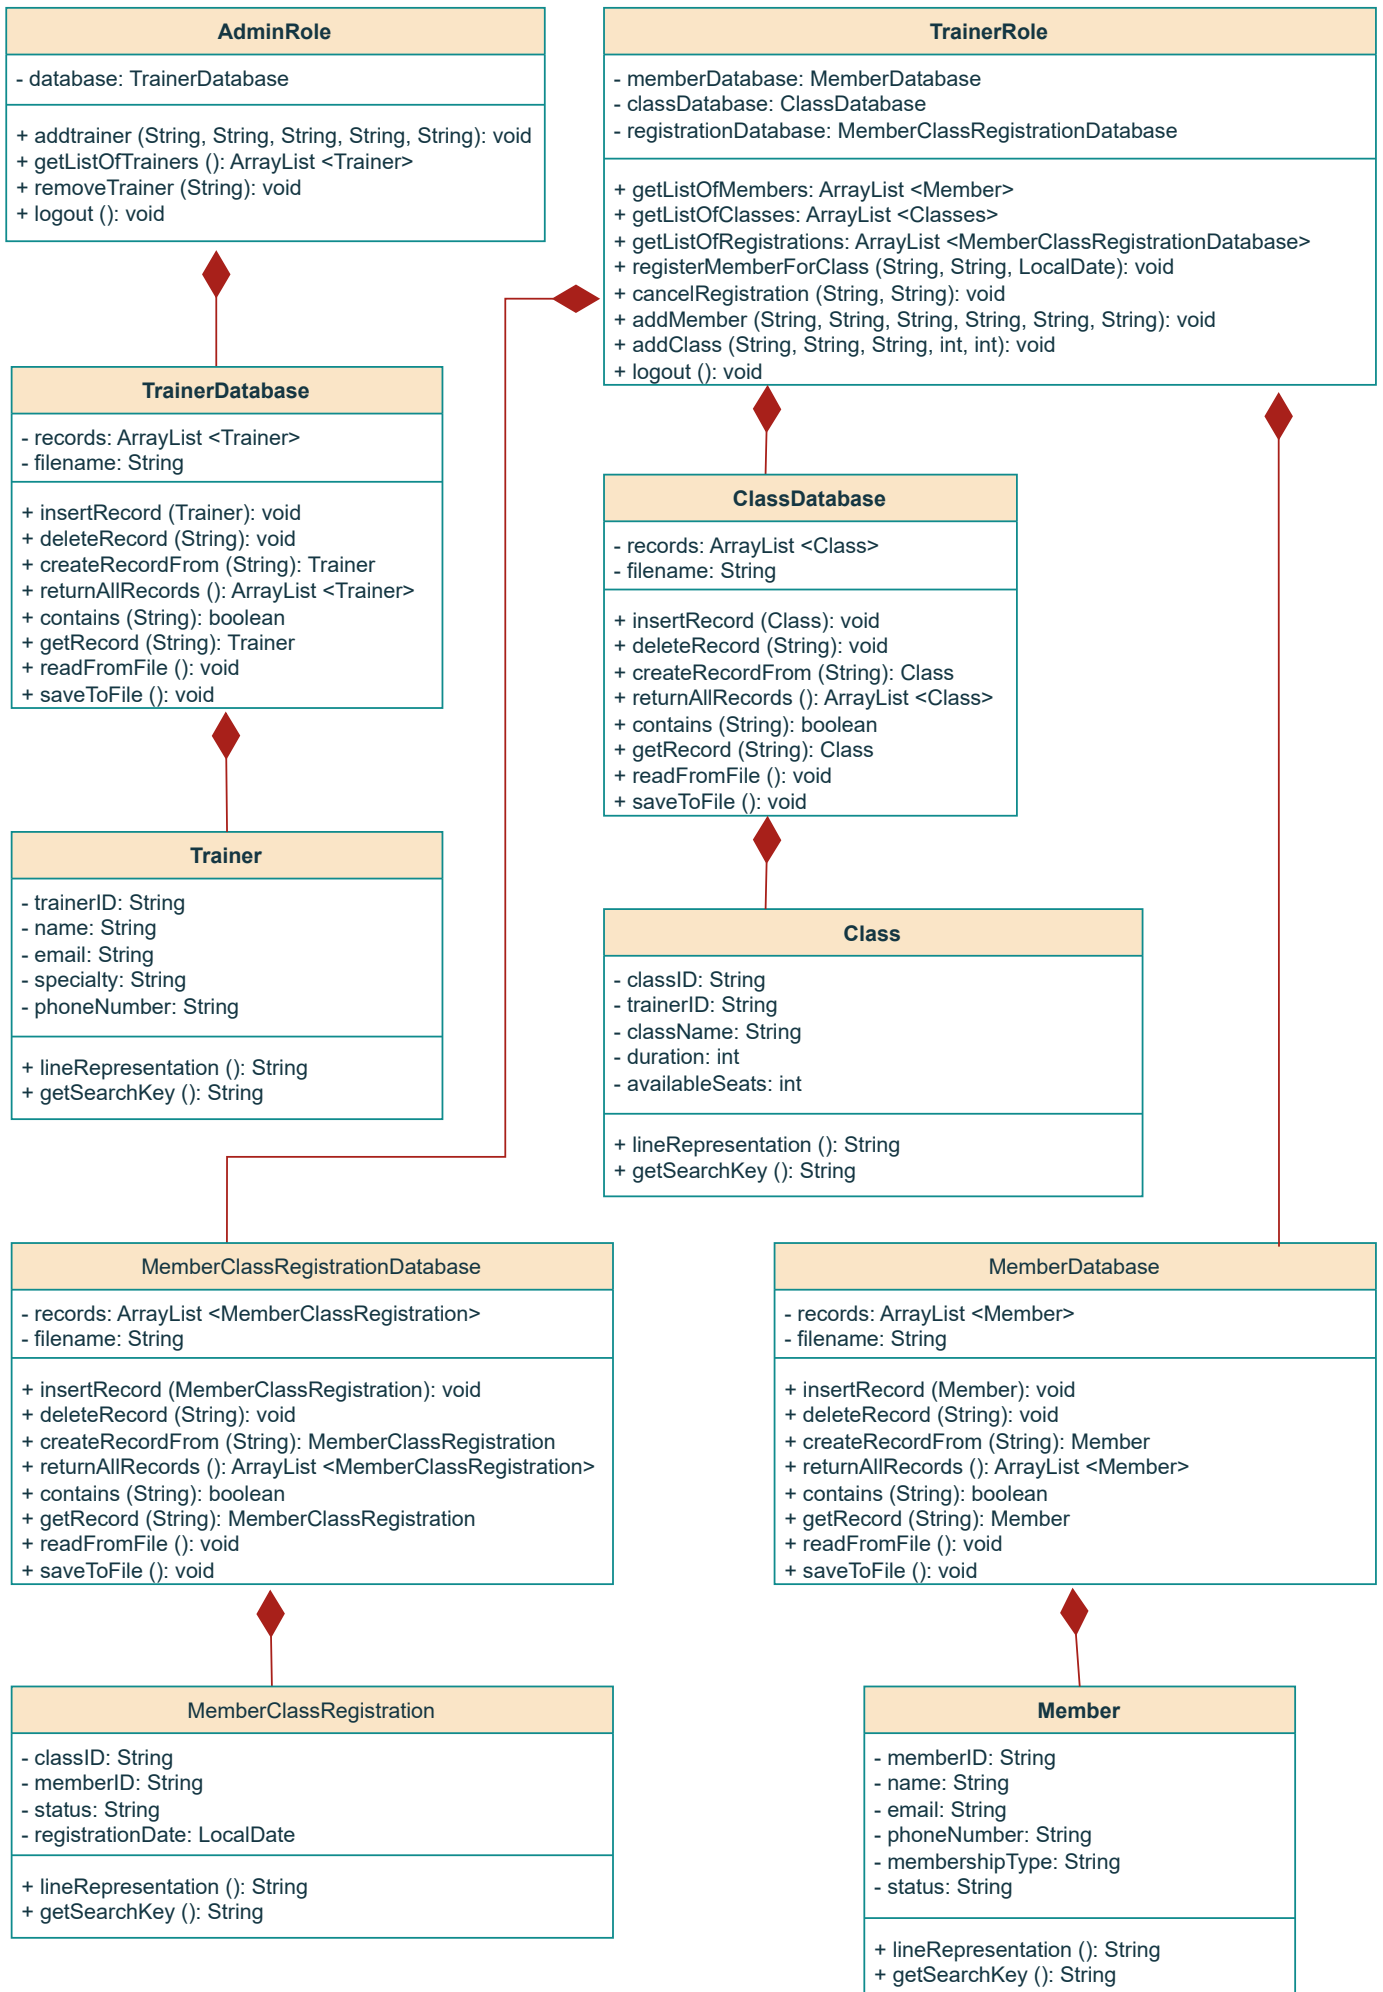 AdminRole
- database: TrainerDatabase
+ addtrainer (String, String, String, String, String): void
+ getListOfTrainers (): ArrayList <Trainer>
+ removeTrainer (String): void
+ logout (): void
TrainerRole
- memberDatabase: MemberDatabase
- classDatabase: ClassDatabase
- registrationDatabase: MemberClassRegistrationDatabase
+ getListOfMembers: ArrayList <Member>
+ getListOfClasses: ArrayList <Classes>
+ getListOfRegistrations: ArrayList <MemberClassRegistrationDatabase>
+ registerMemberForClass (String, String, LocalDate): void
+ cancelRegistration (String, String): void
+ addMember (String, String, String, String, String, String): void
+ addClass (String, String, String, int, int): void
+ logout (): void
TrainerDatabase
- records: ArrayList <Trainer>
- filename: String
+ insertRecord (Trainer): void
+ deleteRecord (String): void
+ createRecordFrom (String): Trainer
+ returnAllRecords (): ArrayList <Trainer>
+ contains (String): boolean
+ getRecord (String): Trainer
+ readFromFile (): void
+ saveToFile (): void
ClassDatabase
- records: ArrayList <Class>
- filename: String
+ insertRecord (Class): void
+ deleteRecord (String): void
+ createRecordFrom (String): Class
+ returnAllRecords (): ArrayList <Class>
+ contains (String): boolean
+ getRecord (String): Class
+ readFromFile (): void
+ saveToFile (): void
Trainer
- trainerID: String
- name: String
- email: String
- specialty: String
- phoneNumber: String
+ lineRepresentation (): String
+ getSearchKey (): String
Class
- classID: String
- trainerID: String
- className: String
- duration: int
- availableSeats: int
+ lineRepresentation (): String
+ getSearchKey (): String
MemberClassRegistrationDatabase
- records: ArrayList <MemberClassRegistration>
- filename: String
+ insertRecord (MemberClassRegistration): void
+ deleteRecord (String): void
+ createRecordFrom (String): MemberClassRegistration
+ returnAllRecords (): ArrayList <MemberClassRegistration>
+ contains (String): boolean
+ getRecord (String): MemberClassRegistration
+ readFromFile (): void
+ saveToFile (): void
MemberDatabase
- records: ArrayList <Member>
- filename: String
+ insertRecord (Member): void
+ deleteRecord (String): void
+ createRecordFrom (String): Member
+ returnAllRecords (): ArrayList <Member>
+ contains (String): boolean
+ getRecord (String): Member
+ readFromFile (): void
+ saveToFile (): void
MemberClassRegistration
- classID: String
- memberID: String
- status: String
- registrationDate: LocalDate
+ lineRepresentation (): String
+ getSearchKey (): String
Member
- memberID: String
- name: String
- email: String
- phoneNumber: String
- membershipType: String
- status: String
+ lineRepresentation (): String
+ getSearchKey (): String